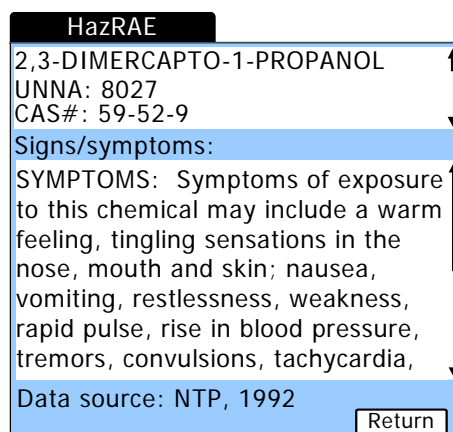 HazRAE
2,3-DIMERCAPTO-1-PROPANOL
UNNA: 8027
CAS#: 59-52-9
Signs/symptoms:
SYMPTOMS: Symptoms of exposure
to this chemical may include a warm
feeling, tingling sensations in the
nose, mouth and skin; nausea,
vomiting, restlessness, weakness,
rapid pulse, rise in blood pressure,
tremors, convulsions, tachycardia,
Data source: NTP, 1992
Return